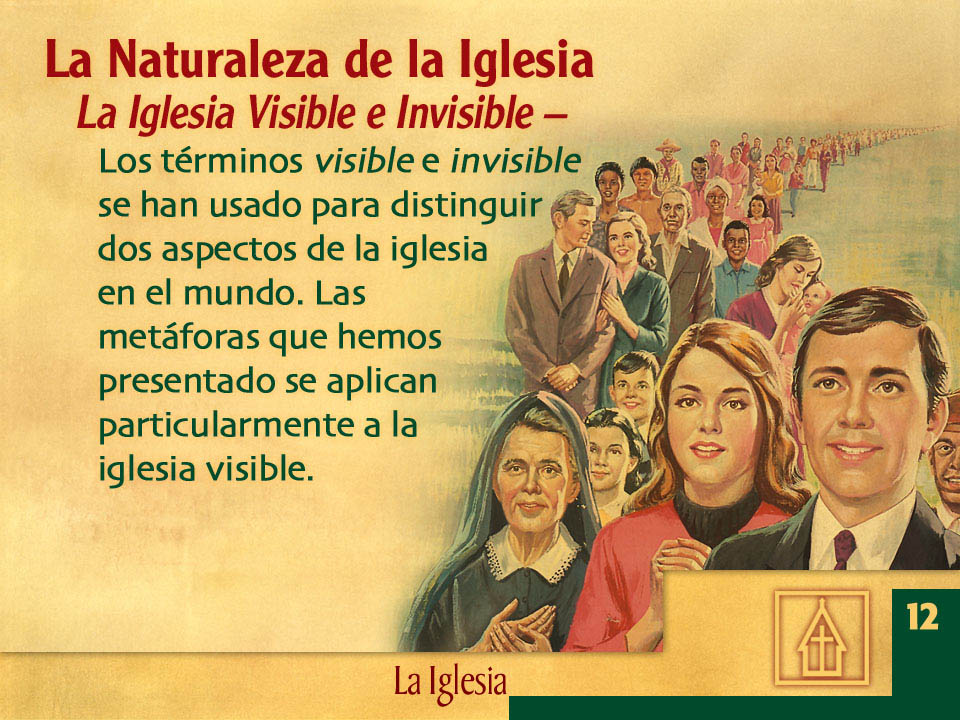 La Naturaleza de la Iglesia
La Iglesia Visible e Invisible –
Los términos visible e invisible
se han usado para distinguir
dos aspectos de la iglesia
en el mundo. Las
metáforas que hemos
presentado se aplican
particularmente a la
iglesia visible.
12
La Iglesia